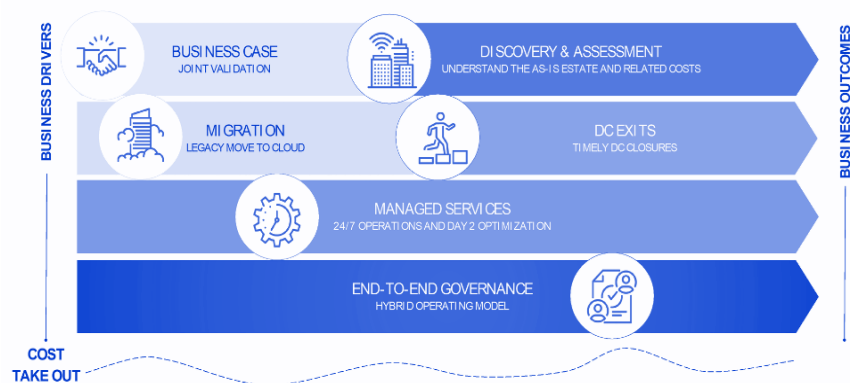 BUSINESS DRIVERS
BUSINESS CASE
JOINT VALIDATION
DISCOVERY & ASSESSMENT
UNDERSTAND THE AS-IS ESTATE AND RELATED COSTS
MIGRATION
LEGACY MOVE TO CLOUD
DC EXITS
TIMELY DC CLOSURES
MANAGED SERVICES
24/7 OPERATIONS AND DAY 2 OPTIMIZATION
END-TO-END GOVERNANCE
HYBRID OPERATING MODEL
BUSINESS OUTCOMES
COST
TAKE OUT